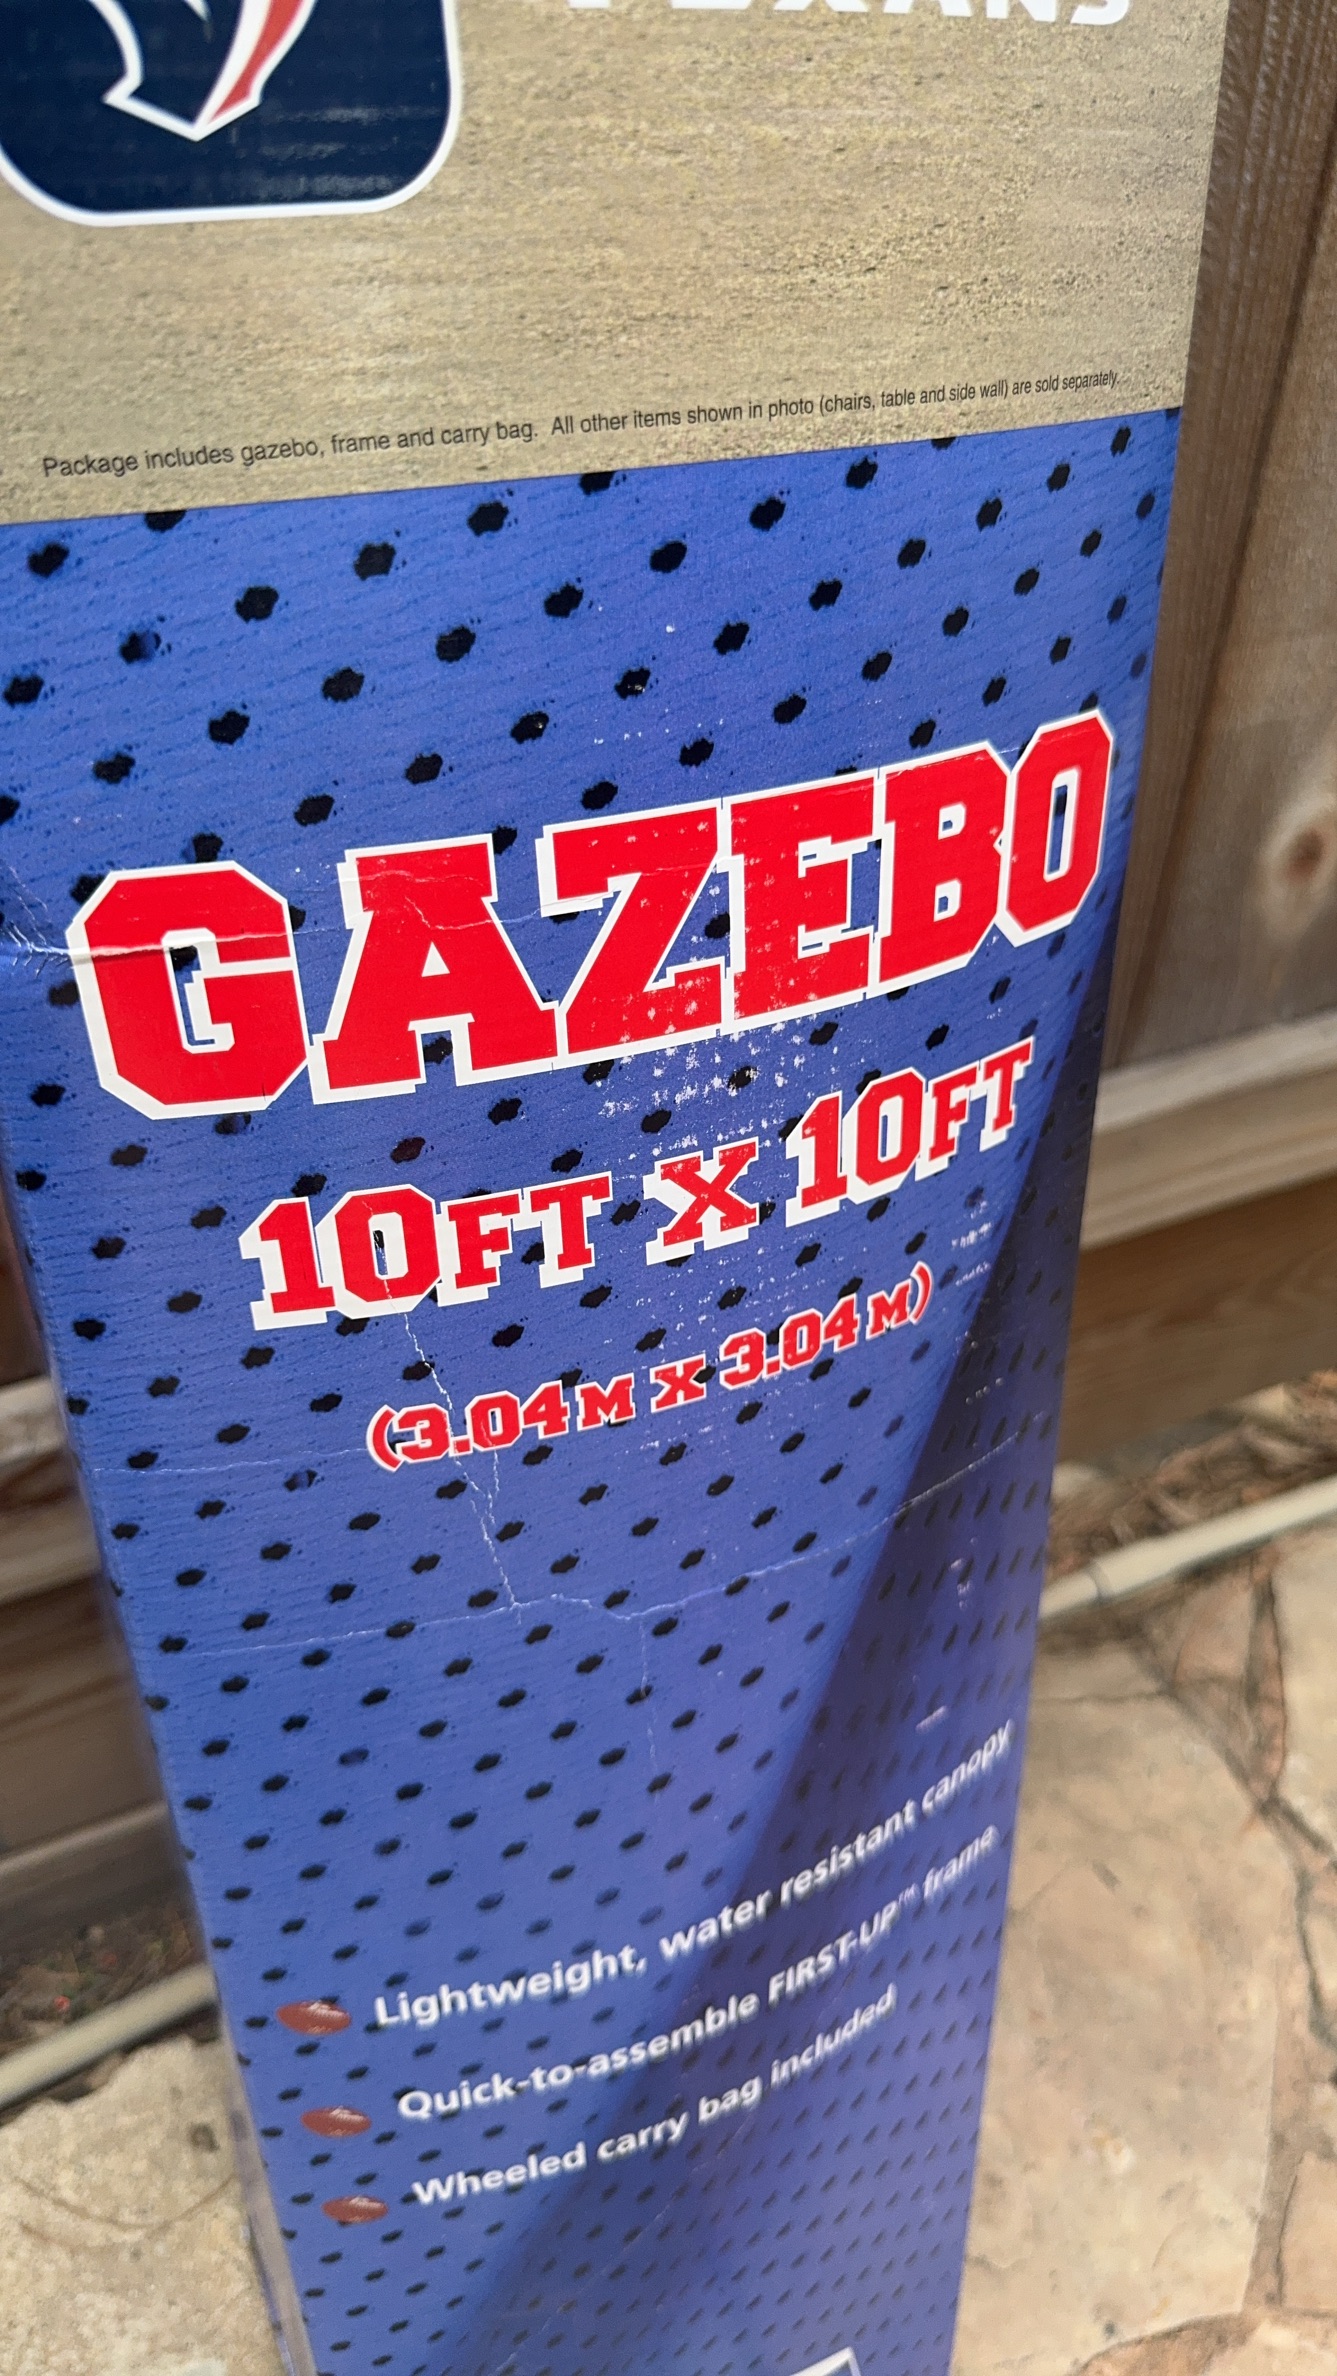 TEXANS
Package includes gazebo, frame and carry bag. All other items shown in photo (chairs, table and side wall) are sold separately.
GAZEBO
10FT X 10FT
(3.04M X 3.04M)
Lightweight, water resistant canopy
Quick-to-assemble FIRST-UP™ frame
Wheeled carry bag included